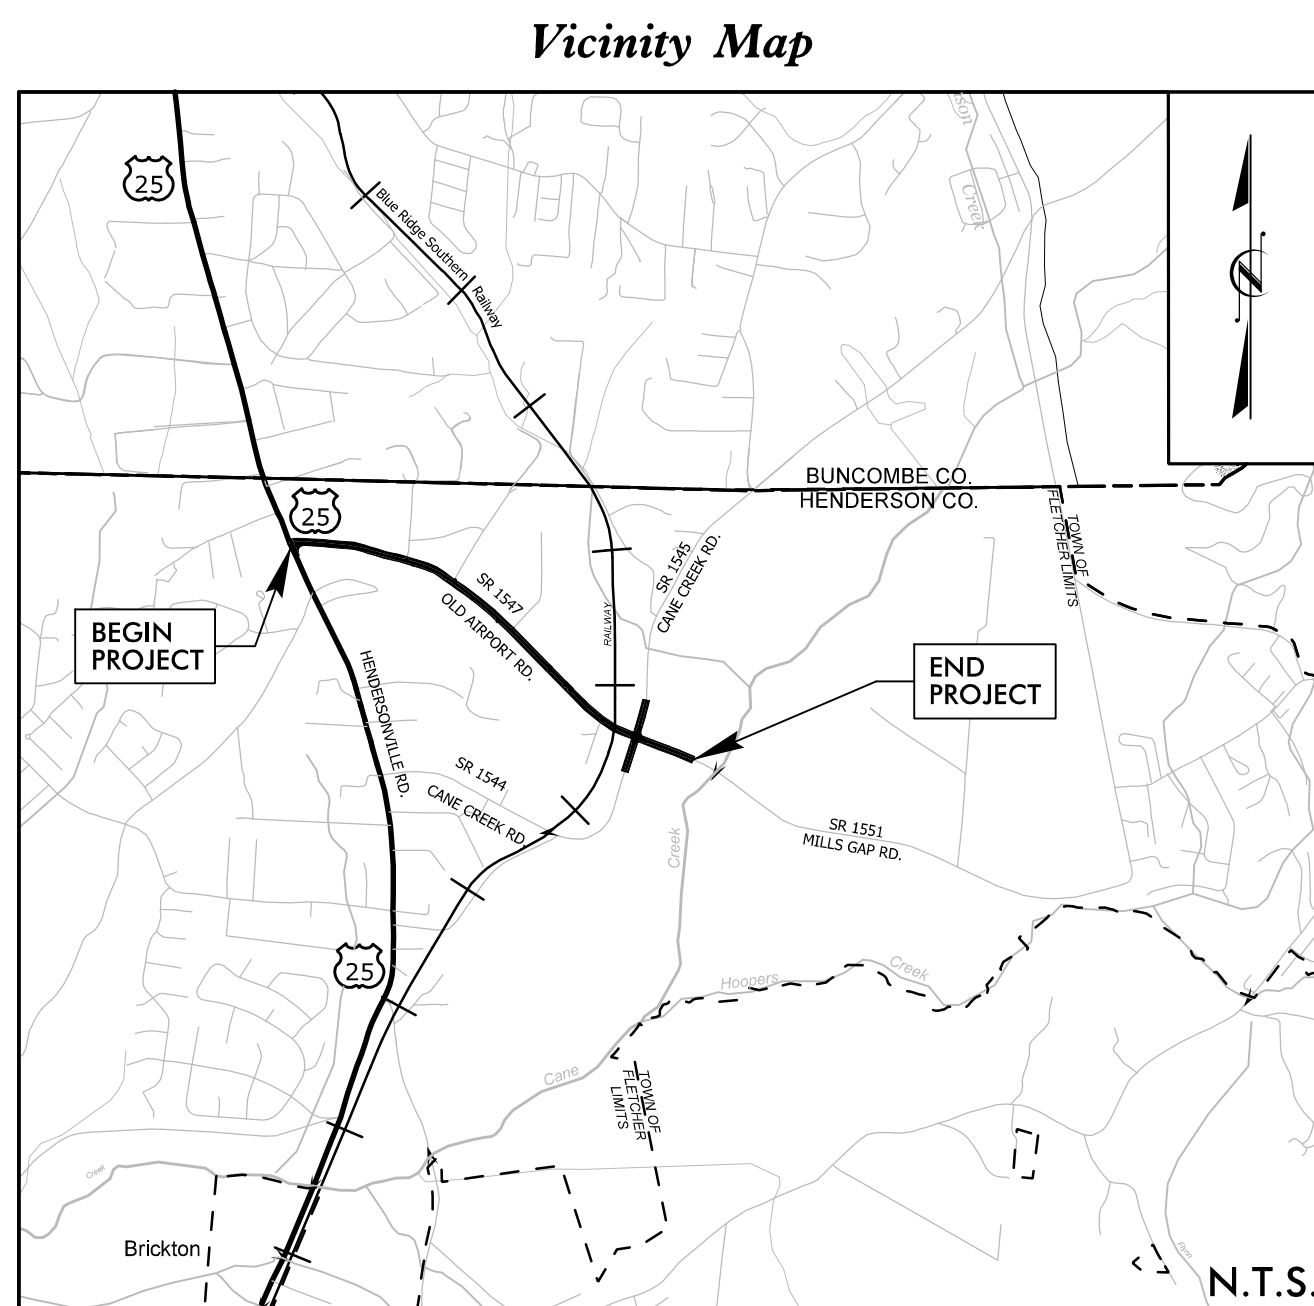 Vicinity Map
son
Creek
25
Blue Ridge Southern
Railway
N
BUNCOMBE CO.
HENDERSON CO.
25
TOWN OF
FLETCHER LIMITS
SR 1545
CANE CREEK RD.
SR 1547
OLD AIRPORT RD.
RAILWAY
BEGIN
PROJECT
END
PROJECT
HENDERSONVILLE RD.
SR 1544
CANE CREEK RD.
SR 1551
MILLS GAP RD.
Creek
25
Hoopers
Creek
Cane
TOWN OF
FLETCHER
LIMITS
Creek
Brickton
Flynn
N.T.S.